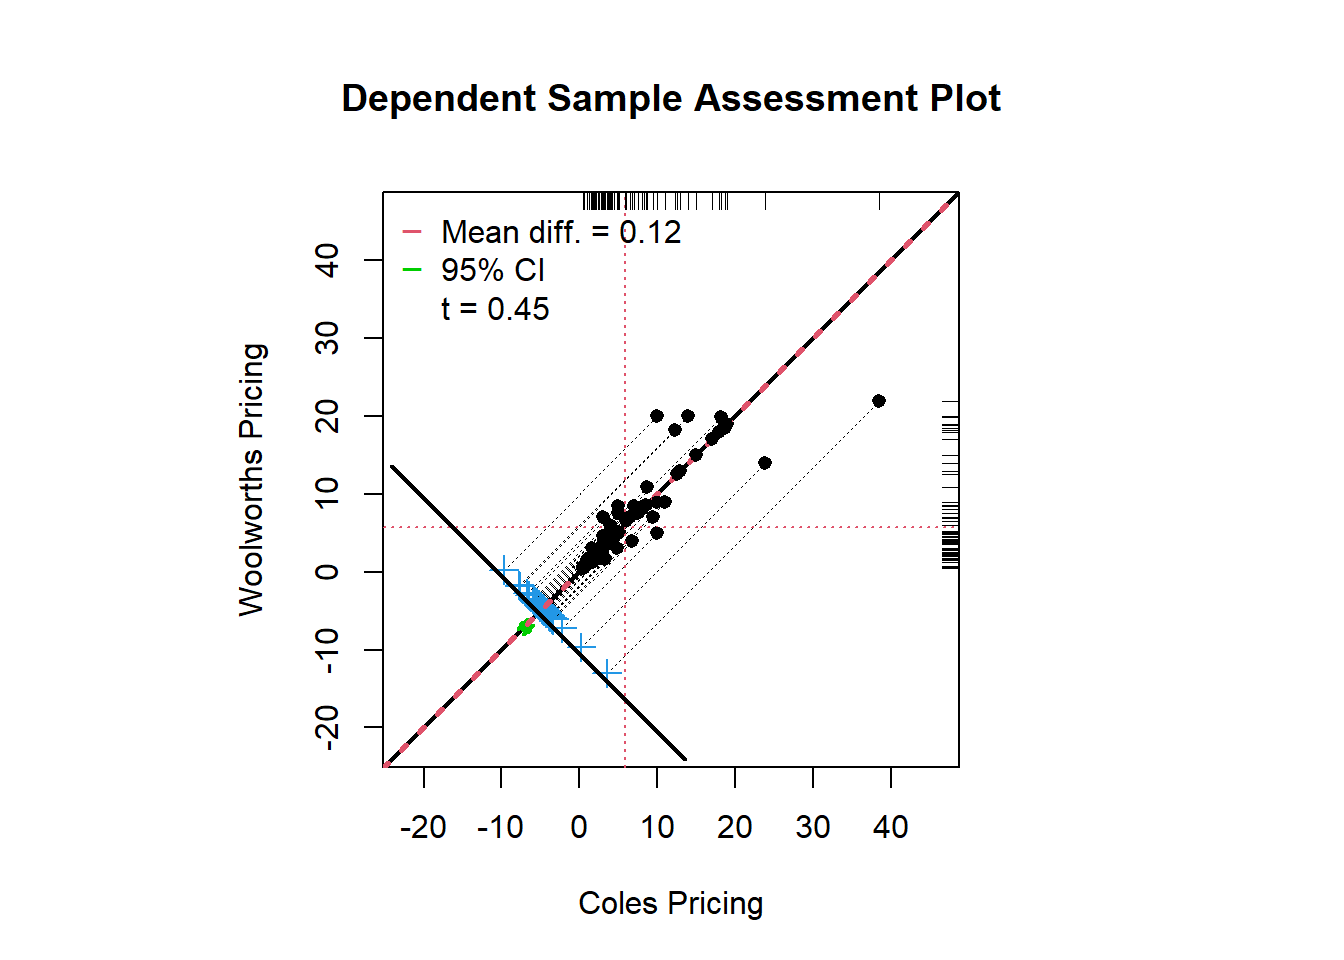 Dependent Sample Assessment Plot
Mean diff. = 0.12
95% CI
t = 0.45
Woolworths Pricing
40
30
20
10
0
-10
-20
-20 -10 0 10 20 30 40
Coles Pricing